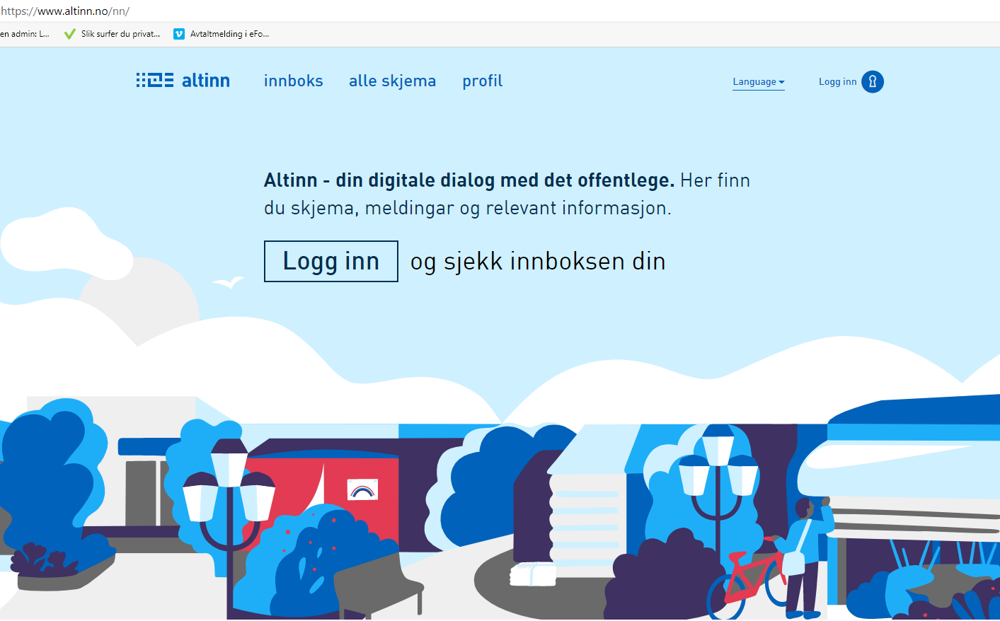 https://www.altinn.no/nn/
en admin: L... Slik surfer du privat... Avtaltmelding i eFo...
altinn innboks alle skjema profil Language Logg inn
Altinn - din digitale dialog med det offentlege. Her finn
du skjema, meldingar og relevant informasjon.
Logg inn og sjekk innboksen din